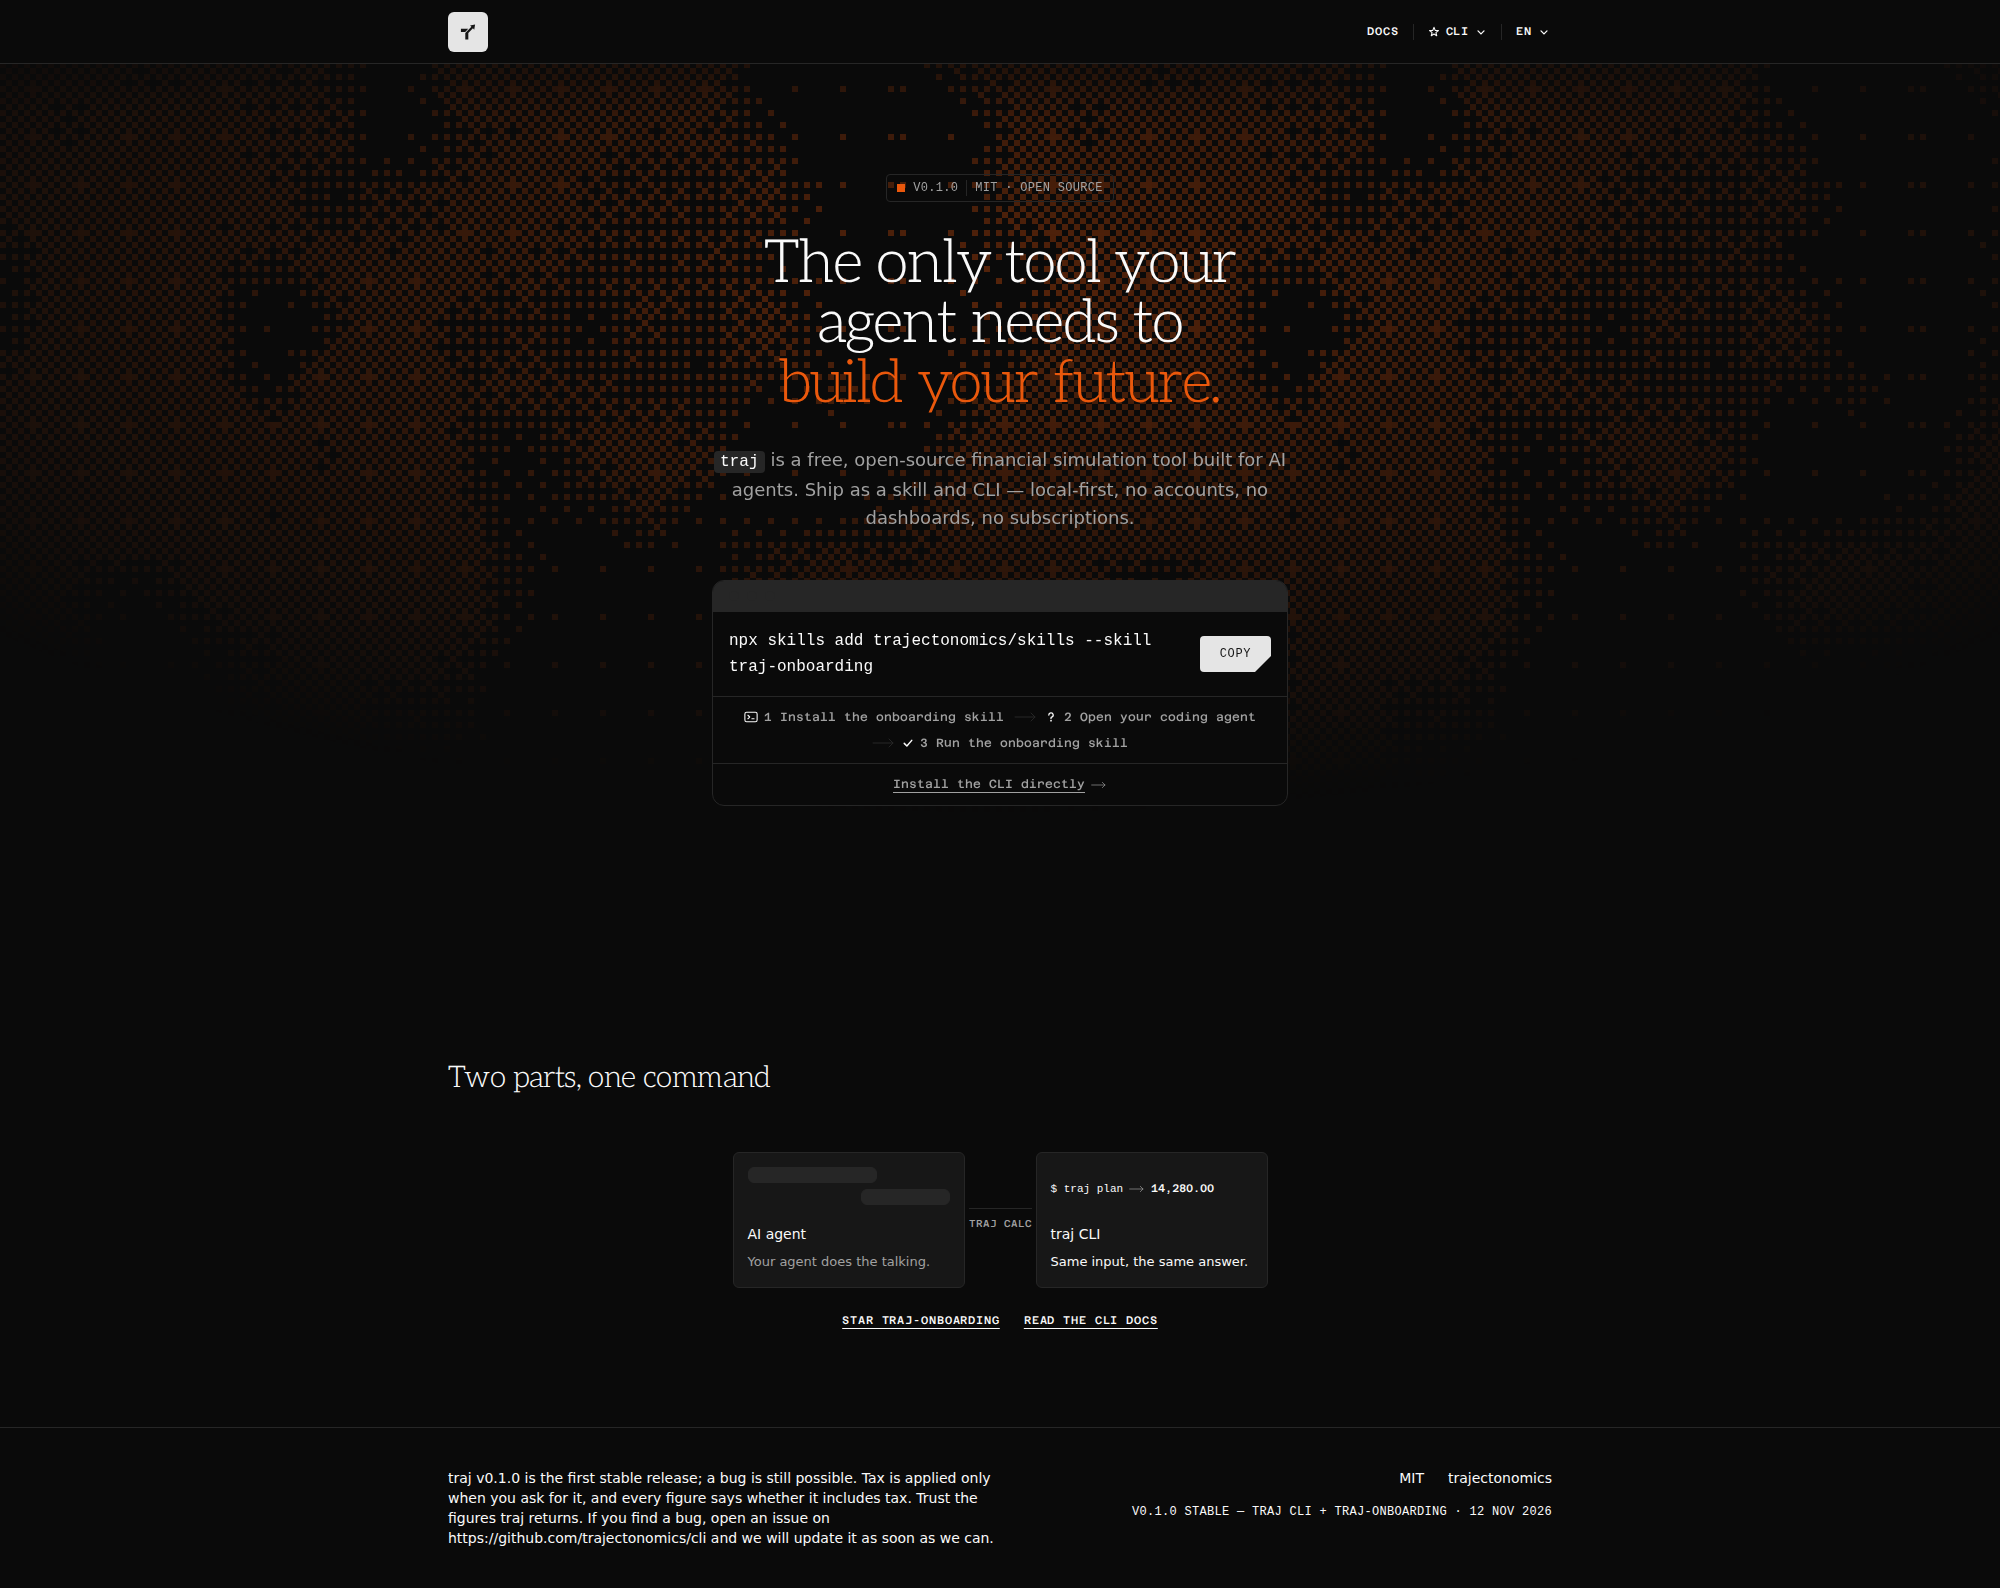 DOCS
CLI
EN
V0.1.0 MIT · OPEN SOURCE
The only tool your
agent needs to
build your future.
traj is a free, open-source financial simulation tool built for AI
agents. Ship as a skill and CLI — local-first, no accounts, no
dashboards, no subscriptions.
npx skills add trajectonomics/skills --skill
traj-onboarding
COPY
1 Install the onboarding skill → ? 2 Open your coding agent
→ ✓ 3 Run the onboarding skill
Install the CLI directly →
Two parts, one command
AI agent
Your agent does the talking.
TRAJ CALC
$ traj plan → 14,280.00
traj CLI
Same input, the same answer.
STAR TRAJ-ONBOARDING
READ THE CLI DOCS
traj v0.1.0 is the first stable release; a bug is still possible. Tax is applied only
when you ask for it, and every figure says whether it includes tax. Trust the
figures traj returns. If you find a bug, open an issue on
https://github.com/trajectonomics/cli and we will update it as soon as we can.
MIT trajectonomics
V0.1.0 STABLE — TRAJ CLI + TRAJ-ONBOARDING · 12 NOV 2026